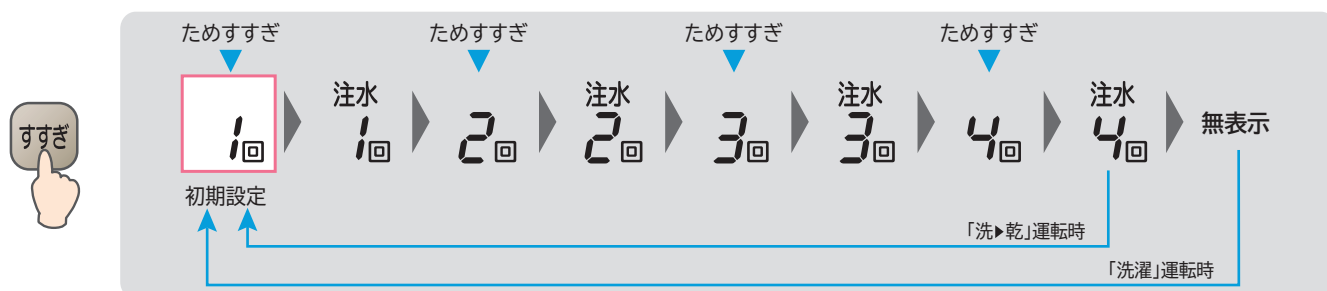 ためすすぎ ためすすぎ ためすすぎ ためすすぎ
注水 注水 注水 注水
すすぎ 1回 1回 2回 2回 3回 3回 4回 4回 無表示
初期設定
「洗▶乾」運転時
「洗濯」運転時